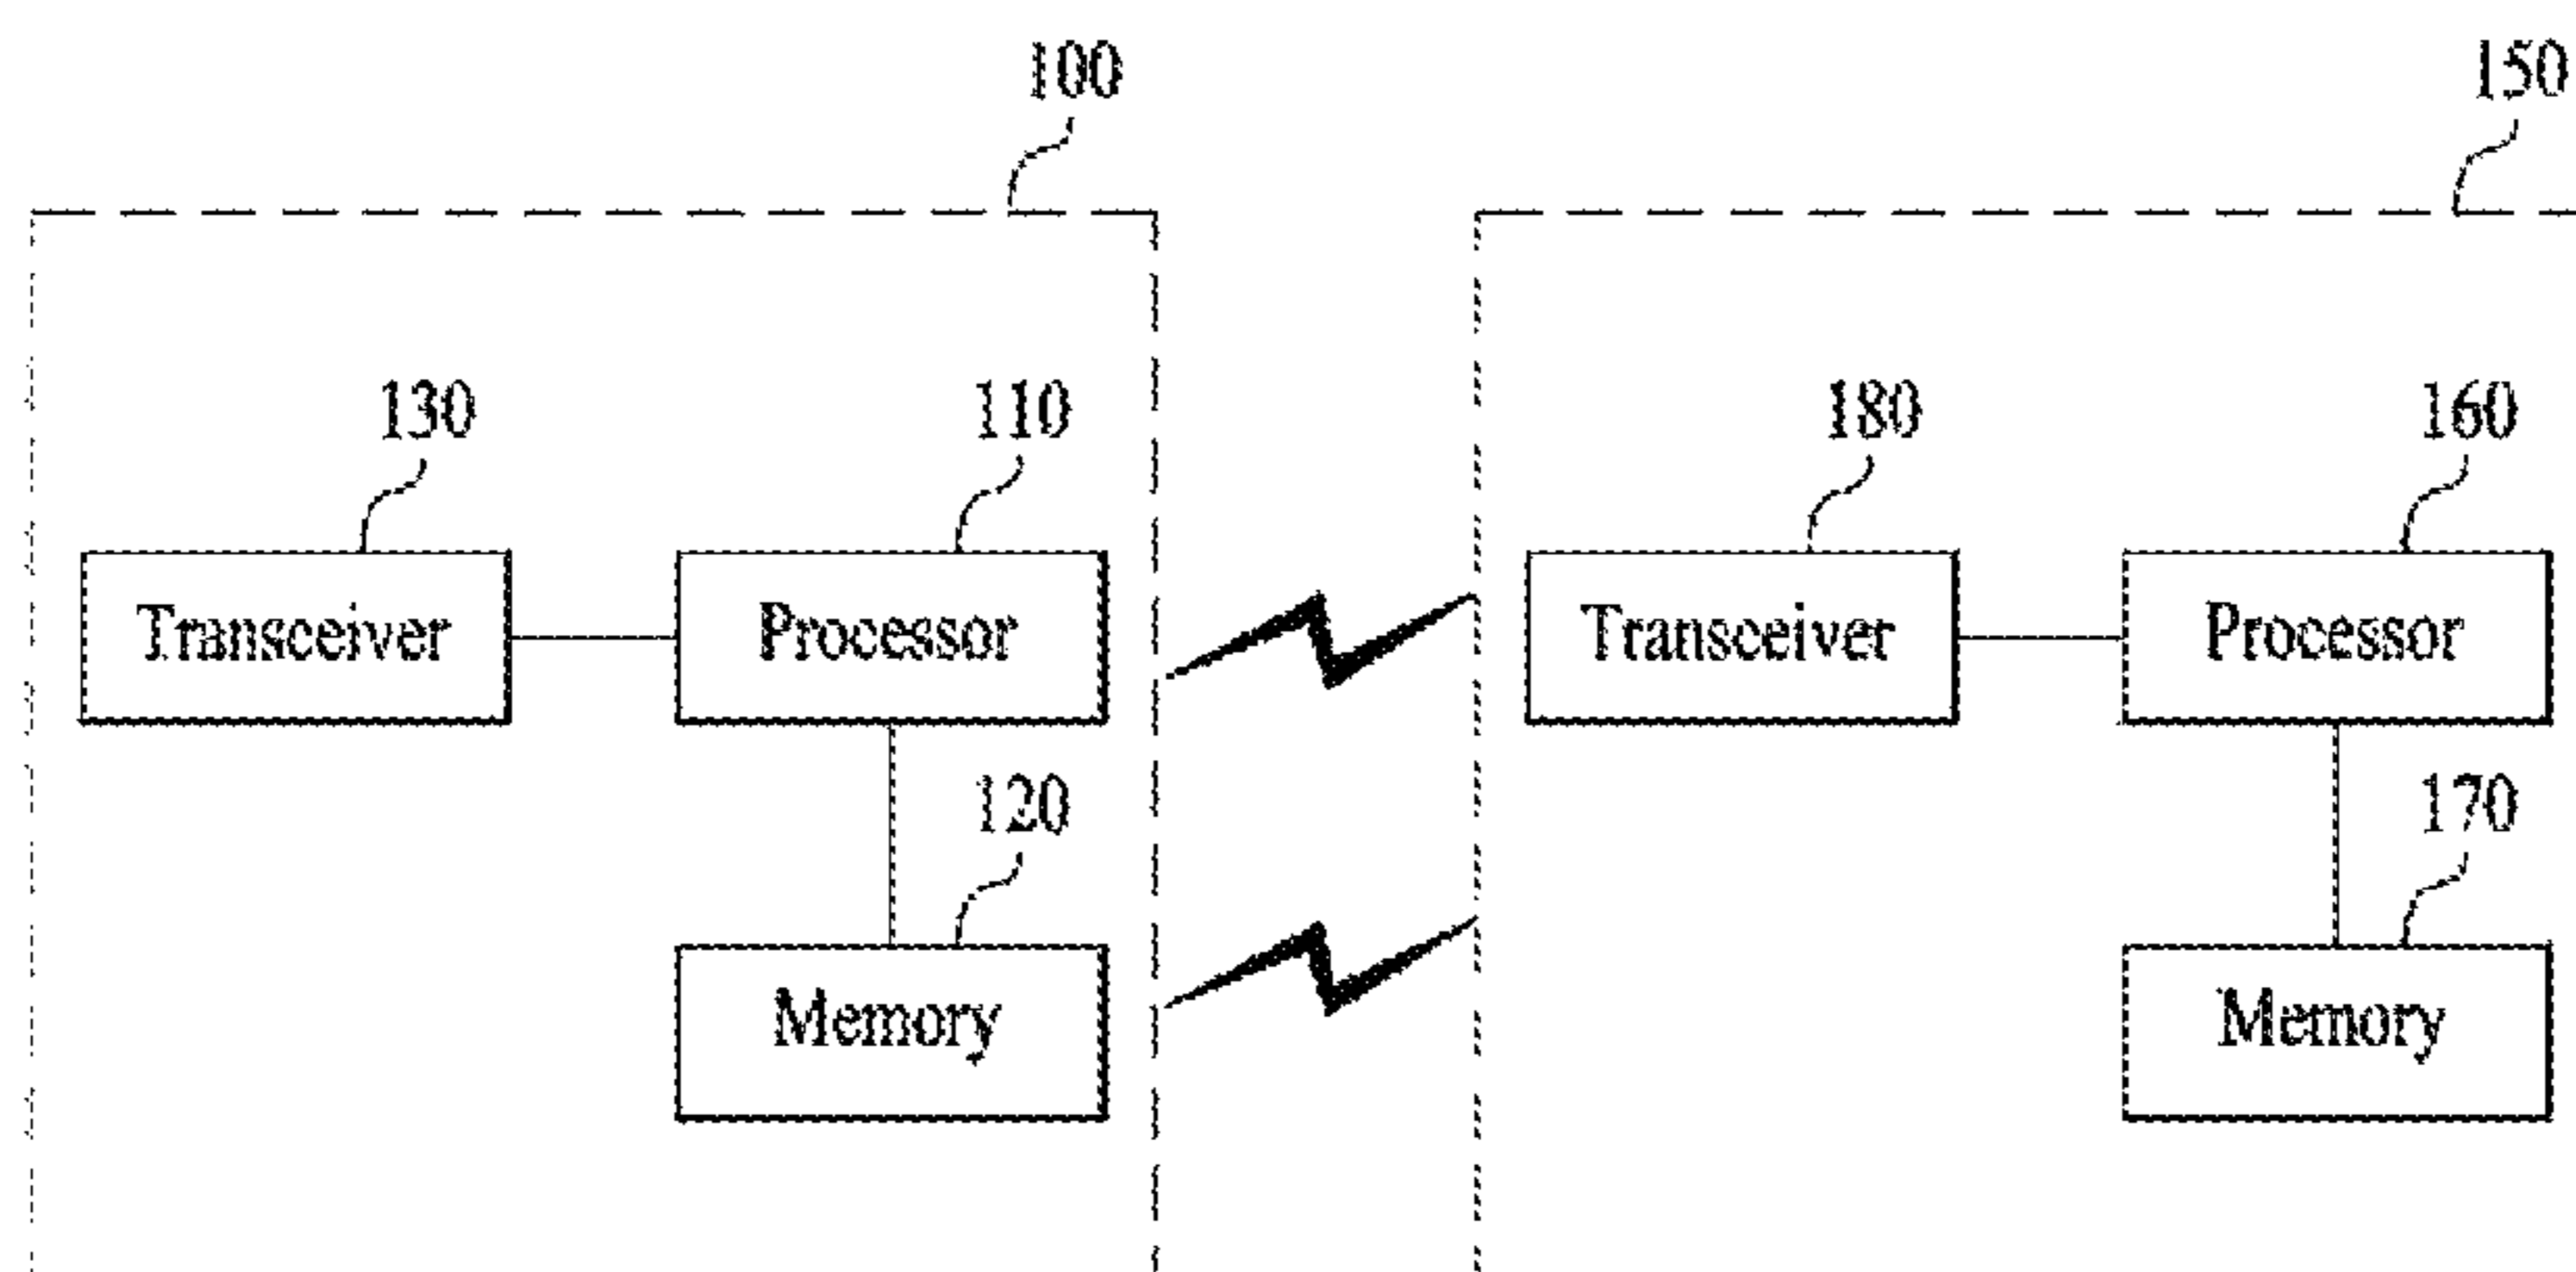 100 150
130 110 180 160
Transceiver Processor Transceiver Processor
120 170
Memory Memory